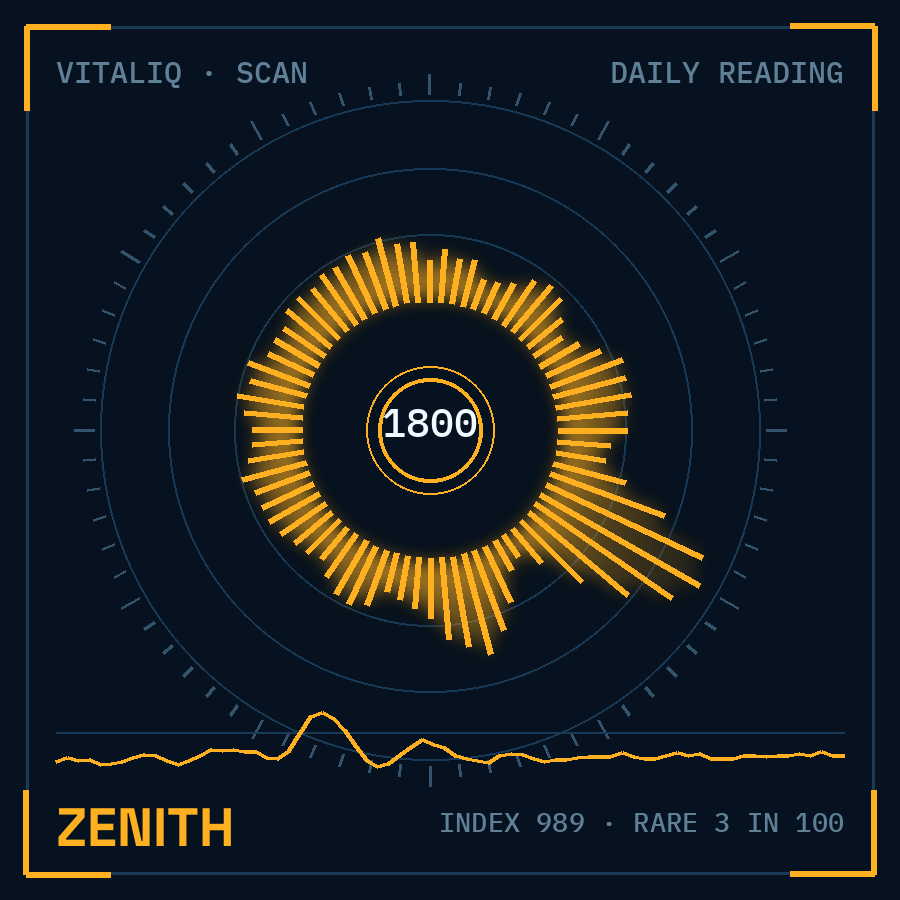 VITALIQ · SCAN
DAILY READING
1800
ZENITH
INDEX 989 · RARE 3 IN 100